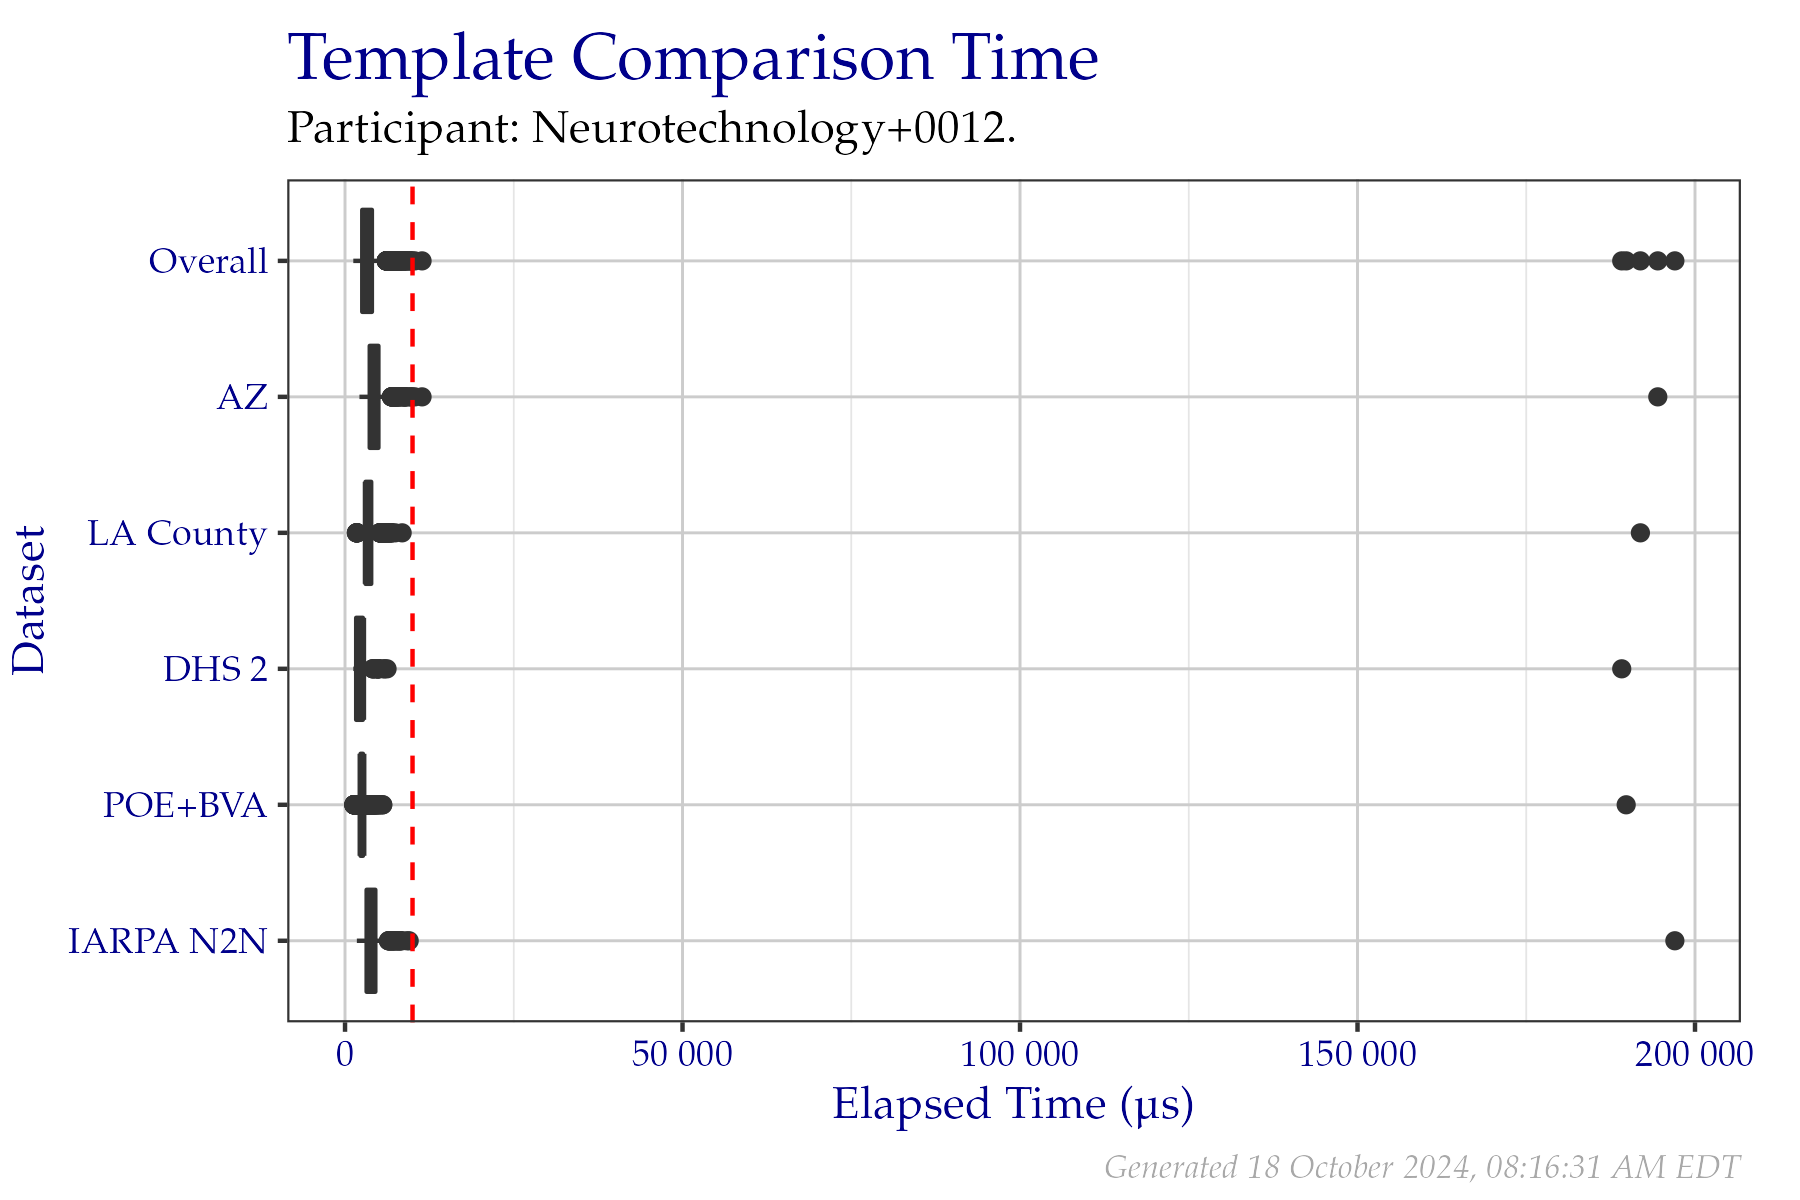 Template Comparison Time
Participant: Neurotechnology+0012.
Dataset
Overall
AZ
LA County
DHS 2
POE+BVA
IARPA N2N
0 50 000 100 000 150 000 200 000
Elapsed Time (µs)
Generated 18 October 2024, 08:16:31 AM EDT